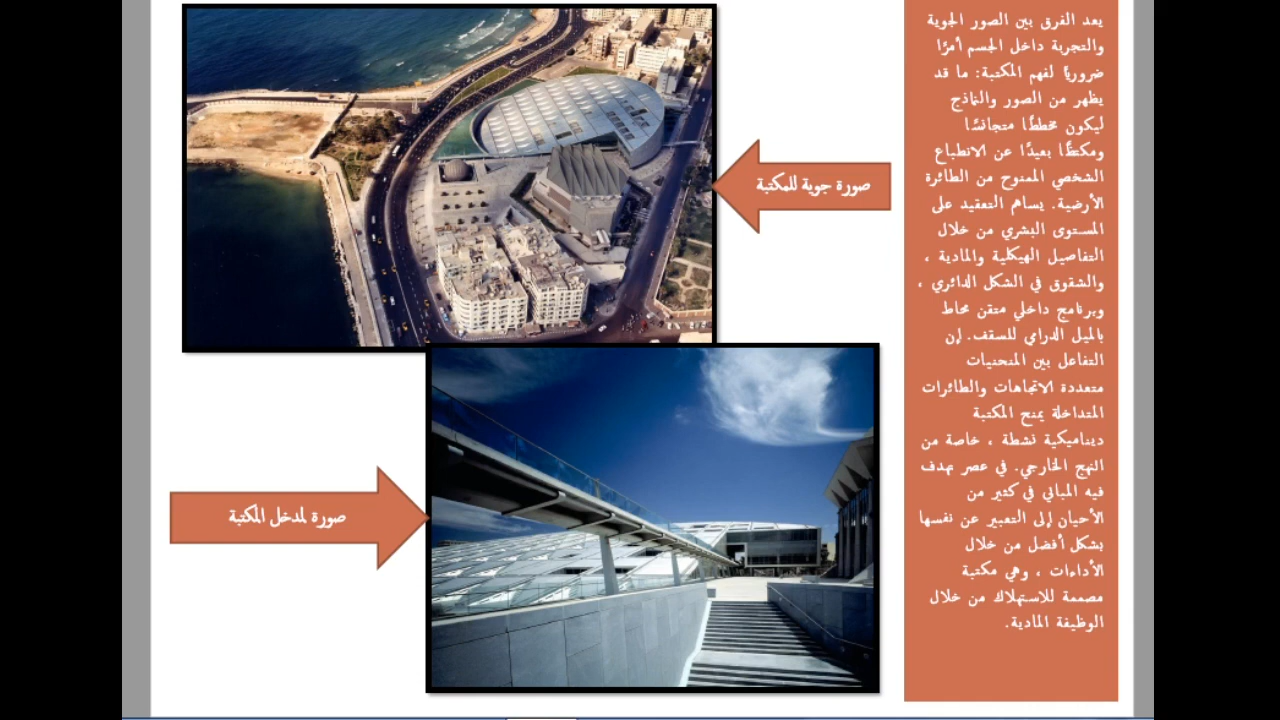 يعد الفرق بين الصور الجوية
والتجربة داخل الجسم أمرًا
ضروريًا لفهم المكتبة: ما قد
يظهر من الصور والنماذج
ليكون مخططًا متجانسًا
ومكتظًا بعيدًا عن الانطباع
الشخصي الممنوح من الطائرة
الأرضية. يساهم التعقيد على
المستوى البشري من خلال
التفاصيل الهيكلية والمادية ،
والشقوق في الشكل الدائري ،
وبرنامج داخلي متقن محاط
بالميل الدرامي للسقف. إن
التفاعل بين المنحنيات
متعددة الاتجاهات والطائرات
المتداخلة يمنح المكتبة
ديناميكية نشطة ، خاصة من
النهج الخارجي. في عصر تهدف
فيه المباني في كثير من
الأحيان إلى التعبير عن نفسها
بشكل أفضل من خلال
الأداءات ، وهي مكتبة
مصممة للاستهلاك من خلال
الوظيفة المادية.
صورة جوية للمكتبة
صورة لمدخل المكتبة